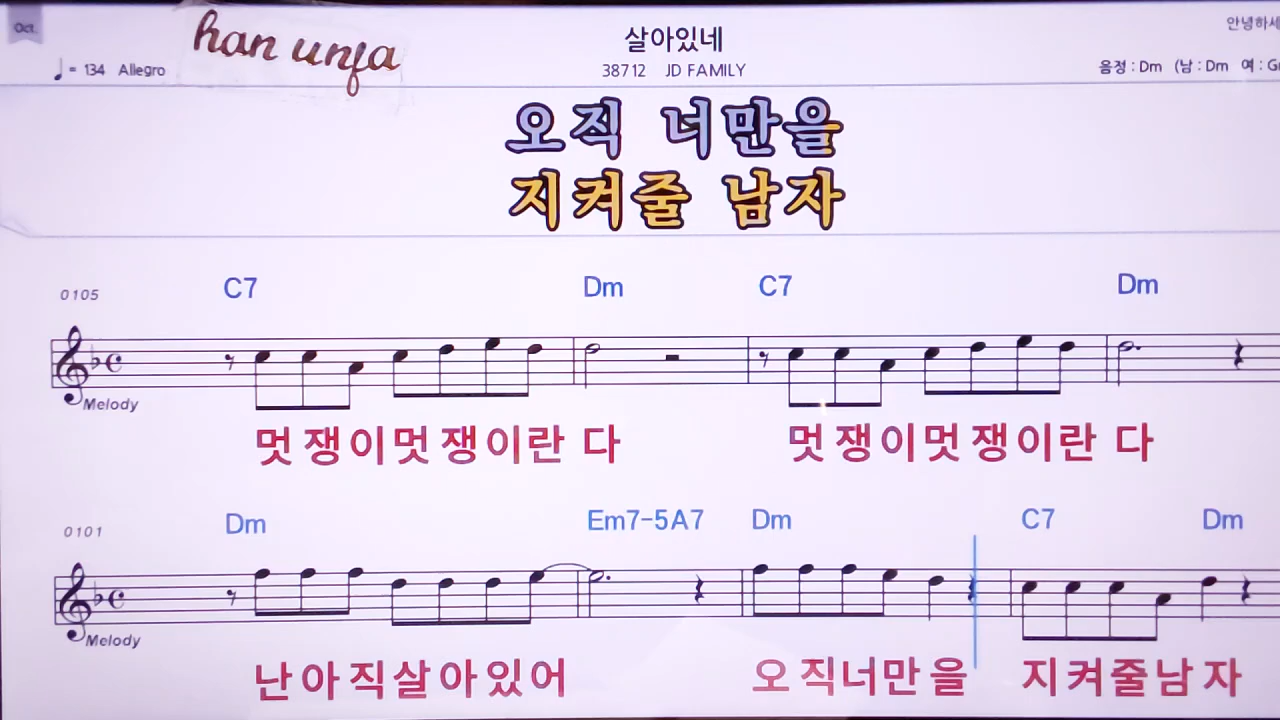 Oct.
han unja
살아있네
안녕하세
♩= 134 Allegro
38712 JD FAMILY
음정 : Dm (남 : Dm 여 : G
오직 너만을
지켜줄 남자
0105 C7 Dm C7 Dm
Melody
멋쟁이멋쟁이란다 멋쟁이멋쟁이란다
0101 Dm Em7-5A7 Dm C7 Dm
Melody
난아직살아있어 오직너만을 지켜줄남자